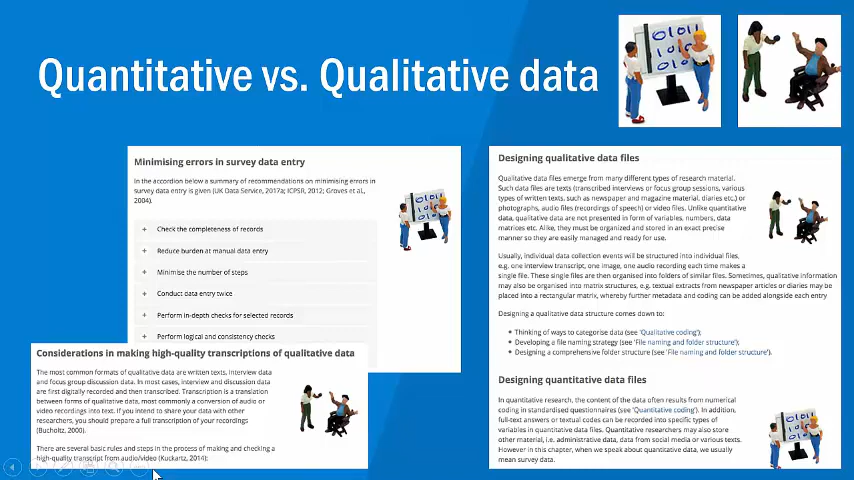 Quantitative vs. Qualitative data
Minimising errors in survey data entry
In the accordion below a summary of recommendations on minimising errors in
survey data entry is given (UK Data Service, 2017a; ICPSR, 2012; Groves et al.,
2004).
+ Check the completeness of records
+ Reduce burden at manual data entry
+ Minimise the number of steps
+ Conduct data entry twice
+ Perform in-depth checks for selected records
+ Perform logical and consistency checks
Considerations in making high-quality transcriptions of qualitative data
The most common formats of qualitative data are written texts, interview data
and focus group discussion data. In most cases, interview and discussion data
are first digitally recorded and then transcribed. Transcription is a translation
between forms of qualitative data, most commonly a conversion of audio or
video recordings into text. If you intend to share your data with other
researchers, you should prepare a full transcription of your recordings
(Bucholtz, 2000).
There are several basic rules and steps in the process of making and checking a
high-quality transcript from audio/video (Kuckartz, 2014):
Designing qualitative data files
Qualitative data files emerge from many different types of research material.
Such data files are texts (transcribed interviews or focus group sessions, various
types of written texts, such as newspaper and magazine material, diaries etc.) or
photographs, audio files (recordings of speech) or video files. Unlike quantitative
data, qualitative data are not presented in form of variables, numbers, data
matrices etc. Alike, they must be organized and stored in an exact precise
manner so they are easily managed and ready for use.
Usually, individual data collection events will be structured into individual files,
e.g. one interview transcript, one image, one audio recording each time makes a
single file. These single files are then organised into folders of similar files. Sometimes, qualitative information
may also be organised into matrix structures, e.g. textual extracts from newspaper articles or diaries may be
placed into a rectangular matrix, whereby further metadata and coding can be added alongside each entry
Designing a qualitative data structure comes down to:
• Thinking of ways to categorise data (see 'Qualitative coding');
• Developing a file naming strategy (see 'File naming and folder structure');
• Designing a comprehensive folder structure (see 'File naming and folder structure').
Designing quantitative data files
In quantitative research, the content of the data often results from numerical
coding in standardised questionnaires (see 'Quantitative coding'). In addition,
full-text answers or textual codes can be recorded into specific types of
variables in quantitative data files. Quantitative researchers may also store
other material, i.e. administrative data, data from social media or various texts.
However in this chapter, when we speak about quantitative data, we usually
mean survey data.